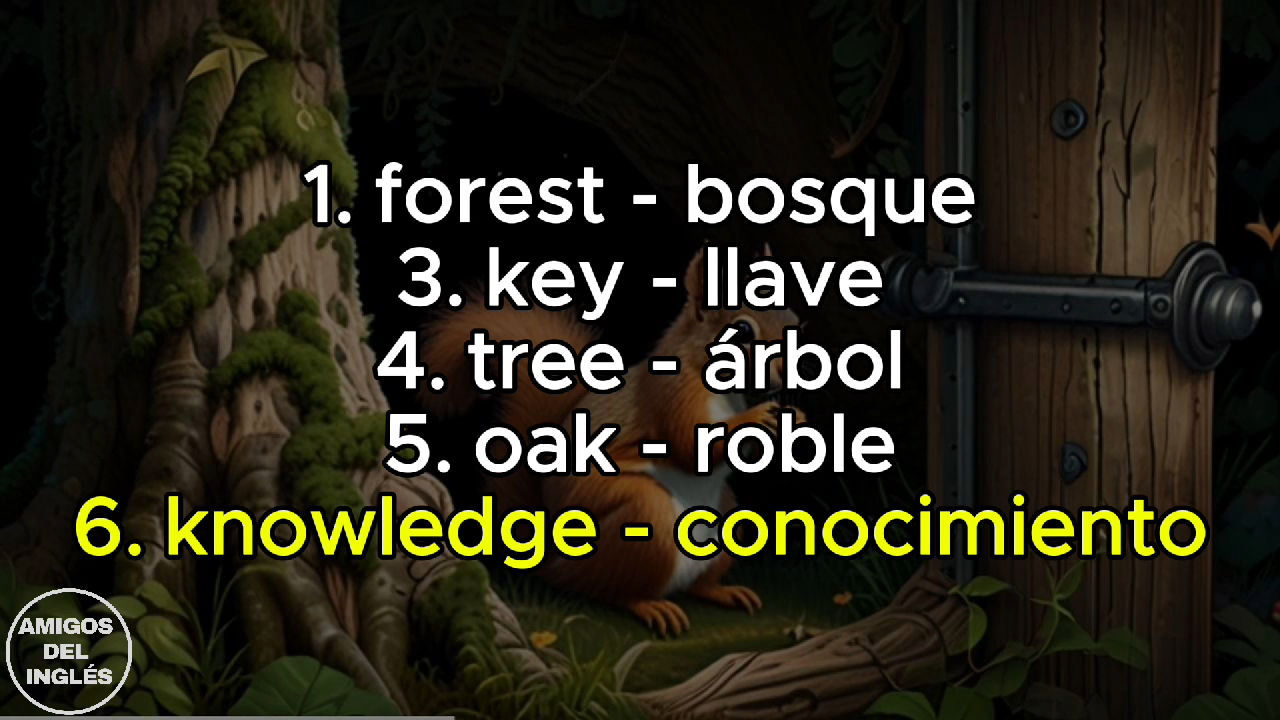 1. forest - bosque
3. key - llave
4. tree - árbol
5. oak - roble
6. knowledge - conocimiento
AMIGOS
DEL
INGLÉS